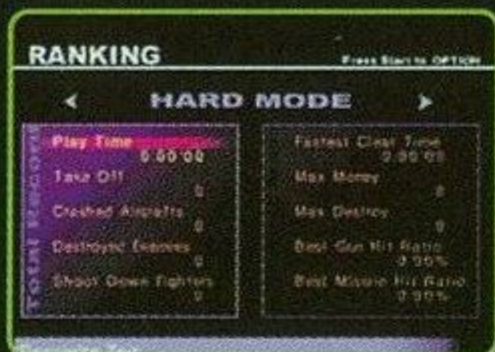 RANKING
Press Start to OPTION
HARD MODE
Total Record
Play Time
0:00'00
Take Off
0
Crashed Aircrafts
0
Destroyed Enemies
0
Shoot Down Fighters
0
Fastest Clear Time
0:00'00
Max Money
0
Max Destroy
0
Best Gun Hit Ratio
0.00%
Best Missile Hit Ratio
0.00%